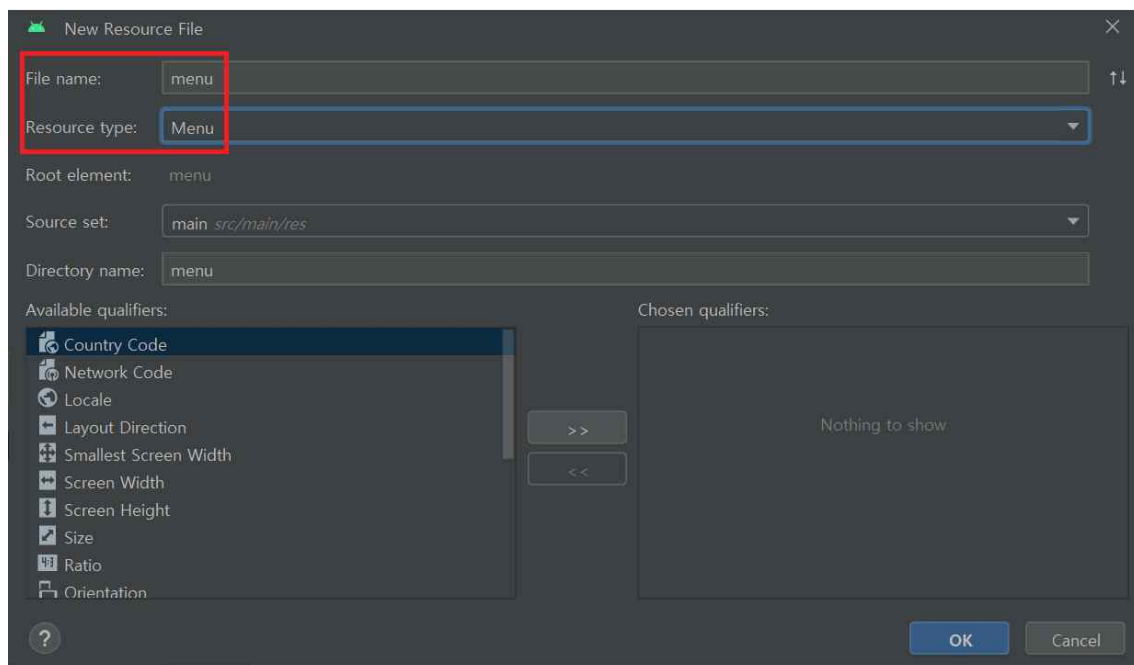 New Resource File
File name: menu
Resource type: Menu
Root element: menu
Source set: main src/main/res
Directory name: menu
Available qualifiers:
Chosen qualifiers:
Country Code
Network Code
Locale
Layout Direction
Smallest Screen Width
Screen Width
Screen Height
Size
Ratio
Orientation
>>
<<
Nothing to show
?
OK
Cancel